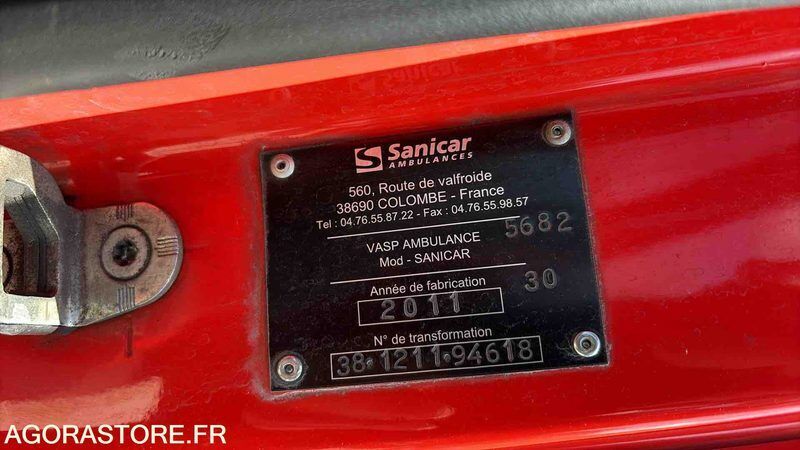 Sanicar
AMBULANCES
560, Route de valfroide
38690 COLOMBE - France
Tel : 04.76.55.87.22 - Fax : 04.76.55.98.57
VASP AMBULANCE 5682
Mod - SANICAR
Année de fabrication 30
2011
N° de transformation
38·1211·94618
AGORASTORE.FR